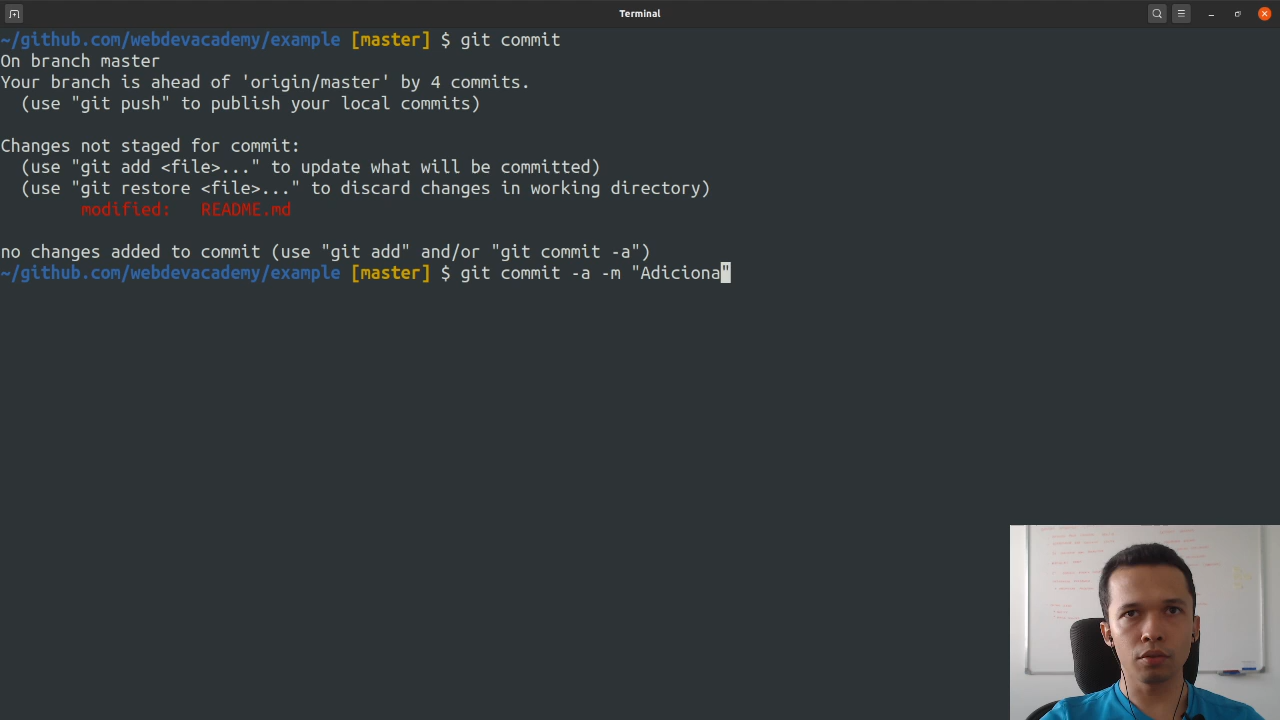 Terminal
~/github.com/webdevacademy/example [master] $ git commit
On branch master
Your branch is ahead of 'origin/master' by 4 commits.
(use "git push" to publish your local commits)
Changes not staged for commit:
(use "git add <file>..." to update what will be committed)
(use "git restore <file>..." to discard changes in working directory)
modified: README.md
no changes added to commit (use "git add" and/or "git commit -a")
~/github.com/webdevacademy/example [master] $ git commit -a -m "Adiciona"